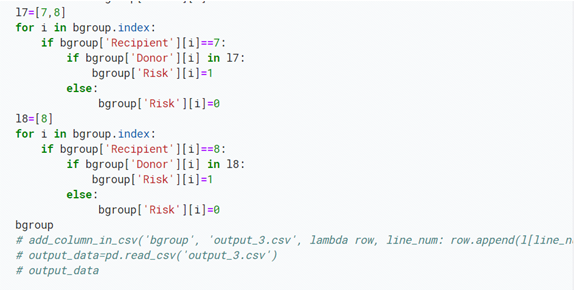 l7=[7,8]
for i in bgroup.index:
    if bgroup['Recipient'][i]==7:
        if bgroup['Donor'][i] in l7:
            bgroup['Risk'][i]=1
        else:
             bgroup['Risk'][i]=0
l8=[8]
for i in bgroup.index:
    if bgroup['Recipient'][i]==8:
        if bgroup['Donor'][i] in l8:
            bgroup['Risk'][i]=1
        else:
             bgroup['Risk'][i]=0
bgroup
# add_column_in_csv('bgroup', 'output_3.csv', lambda row, line_num: row.append(l[line_n
# output_data=pd.read_csv('output_3.csv')
# output_data